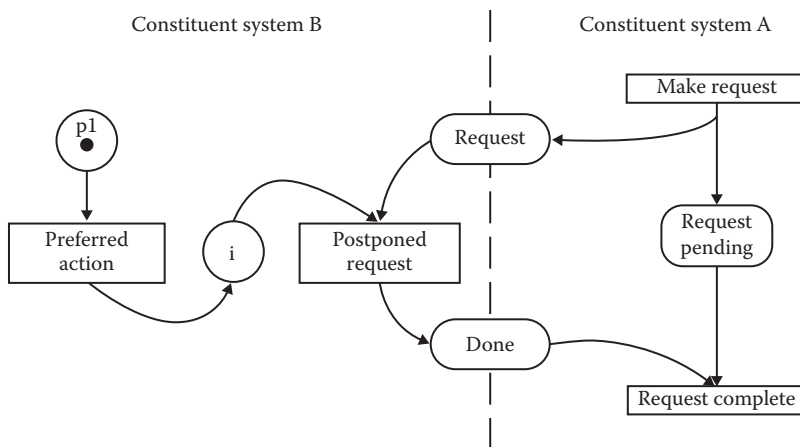 Constituent system B
Constituent system A
Make request
p1
Request
Preferred
action
i
Postponed
request
Request
pending
Done
Request complete